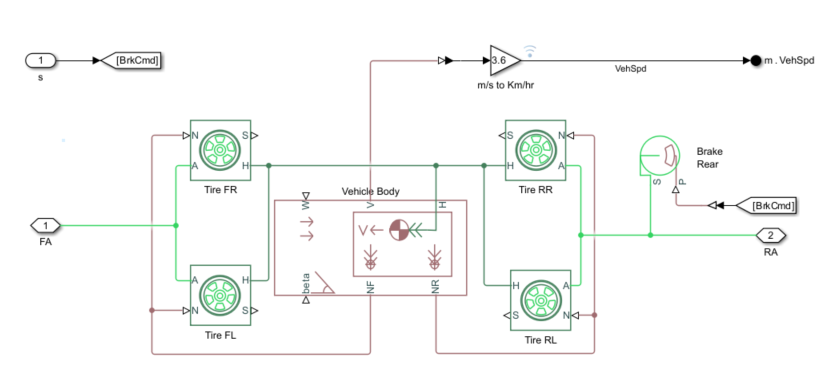 1
s
[BrkCmd]
3.6
m/s to Km/hr
VehSpd
m . VehSpd
N
S
A
H
Tire FR
S
N
H
A
Tire RR
Brake
Rear
S
P
[BrkCmd]
Vehicle Body
W
V
H
V
beta
NF
NR
1
FA
2
RA
A
H
N
S
Tire FL
H
A
S
N
Tire RL